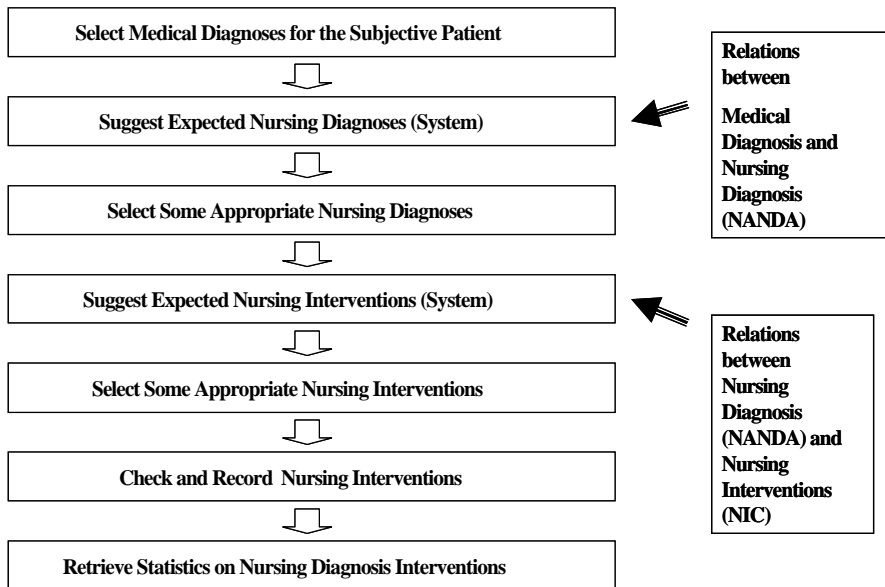 Select Medical Diagnoses for the Subjective Patient
Suggest Expected Nursing Diagnoses (System)
Select Some Appropriate Nursing Diagnoses
Suggest Expected Nursing Interventions (System)
Select Some Appropriate Nursing Interventions
Check and Record Nursing Interventions
Retrieve Statistics on Nursing Diagnosis Interventions
Relations
between
Medical
Diagnosis and
Nursing
Diagnosis
(NANDA)
Relations
between
Nursing
Diagnosis
(NANDA) and
Nursing
Interventions
(NIC)